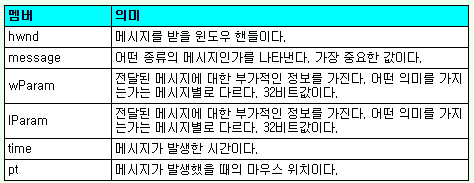 멤버 의미
hwnd 메시지를 받을 윈도우 핸들이다.
message 어떤 종류의 메시지인가를 나타낸다. 가장 중요한 값이다.
wParam 전달된 메시지에 대한 부가적인 정보를 가진다. 어떤 의미를 가지
는가는 메시지별로 다르다. 32비트값이다.
lParam 전달된 메시지에 대한 부가적인 정보를 가진다. 어떤 의미를 가지
는가는 메시지별로 다르다. 32비트값이다.
time 메시지가 발생한 시간이다.
pt 메시지가 발생했을 때의 마우스 위치이다.